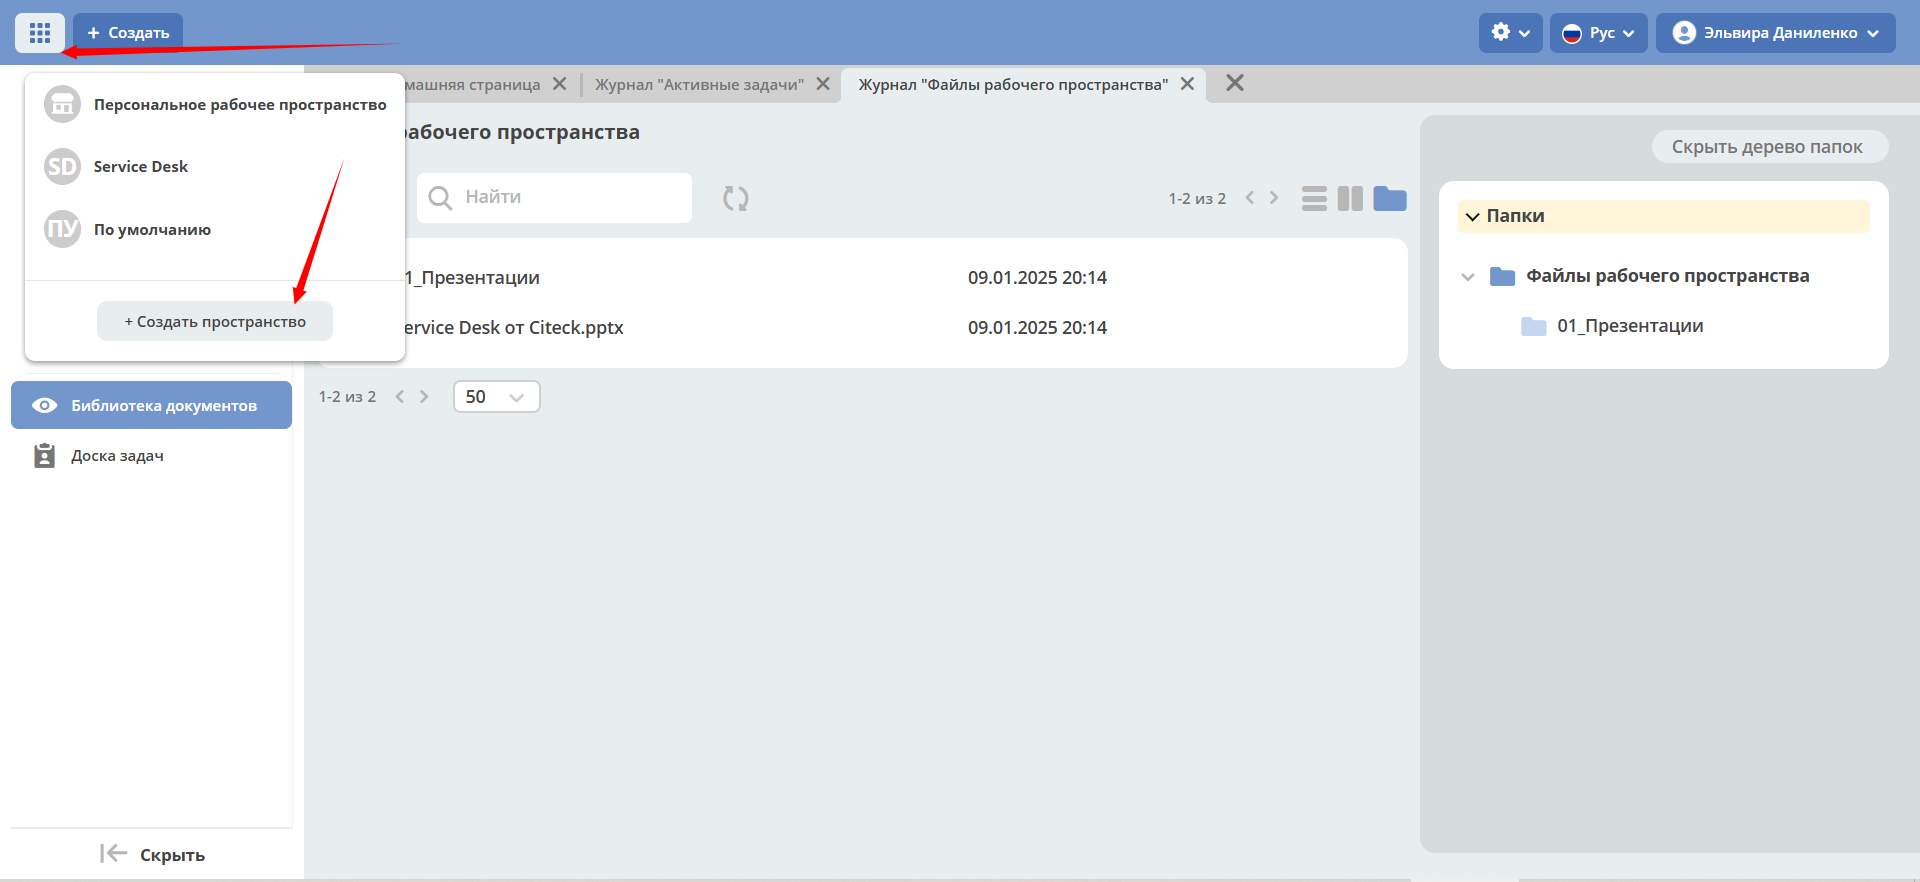 + Создать
Рус
Эльвира Даниленко
Персональное рабочее пространство
SD Service Desk
ПУ По умолчанию
+ Создать пространство
машняя страница
Журнал "Активные задачи"
Журнал "Файлы рабочего пространства"
рабочего пространства
Найти
1-2 из 2
1_Презентации 09.01.2025 20:14
ervice Desk от Citeck.pptx 09.01.2025 20:14
1-2 из 2
50
Скрыть дерево папок
Папки
Файлы рабочего пространства
01_Презентации
Библиотека документов
Доска задач
Скрыть